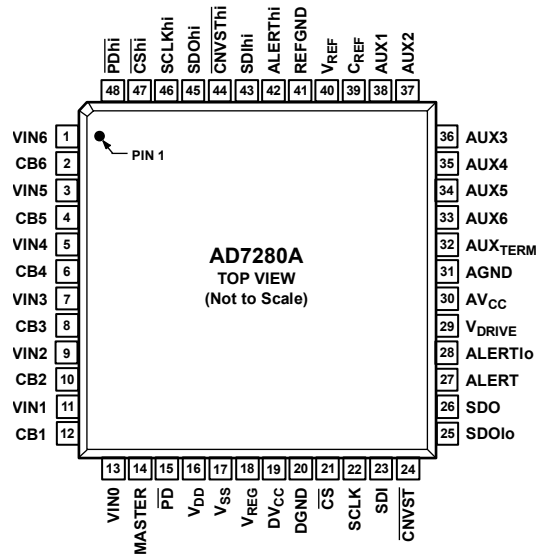 PDhi
CShi
SCLKhi
SDOhi
CNVSThi
SDIhi
ALERThi
REFGND
VREF
CREF
AUX1
AUX2
48 47 46 45 44 43 42 41 40 39 38 37
VIN6 1
CB6 2
VIN5 3
CB5 4
VIN4 5
CB4 6
VIN3 7
CB3 8
VIN2 9
CB2 10
VIN1 11
CB1 12
PIN 1
AD7280A
TOP VIEW
(Not to Scale)
36 AUX3
35 AUX4
34 AUX5
33 AUX6
32 AUXTERM
31 AGND
30 AVCC
29 VDRIVE
28 ALERTlo
27 ALERT
26 SDO
25 SDOlo
13 14 15 16 17 18 19 20 21 22 23 24
VIN0
MASTER
PD
VDD
VSS
VREG
DVCC
DGND
CS
SCLK
SDI
CNVST